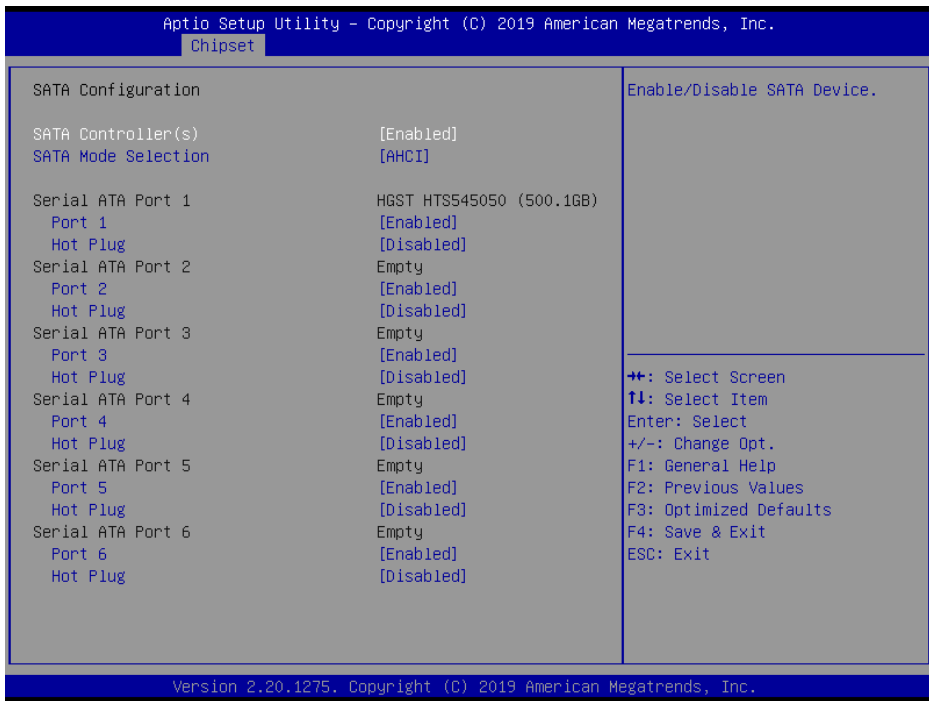 Aptio Setup Utility – Copyright (C) 2019 American Megatrends, Inc.
Chipset
SATA Configuration
SATA Controller(s) [Enabled]
SATA Mode Selection [AHCI]
Serial ATA Port 1 HGST HTS545050 (500.1GB)
Port 1 [Enabled]
Hot Plug [Disabled]
Serial ATA Port 2 Empty
Port 2 [Enabled]
Hot Plug [Disabled]
Serial ATA Port 3 Empty
Port 3 [Enabled]
Hot Plug [Disabled]
Serial ATA Port 4 Empty
Port 4 [Enabled]
Hot Plug [Disabled]
Serial ATA Port 5 Empty
Port 5 [Enabled]
Hot Plug [Disabled]
Serial ATA Port 6 Empty
Port 6 [Enabled]
Hot Plug [Disabled]
Enable/Disable SATA Device.
→←: Select Screen
↑↓: Select Item
Enter: Select
+/-: Change Opt.
F1: General Help
F2: Previous Values
F3: Optimized Defaults
F4: Save & Exit
ESC: Exit
Version 2.20.1275. Copyright (C) 2019 American Megatrends, Inc.